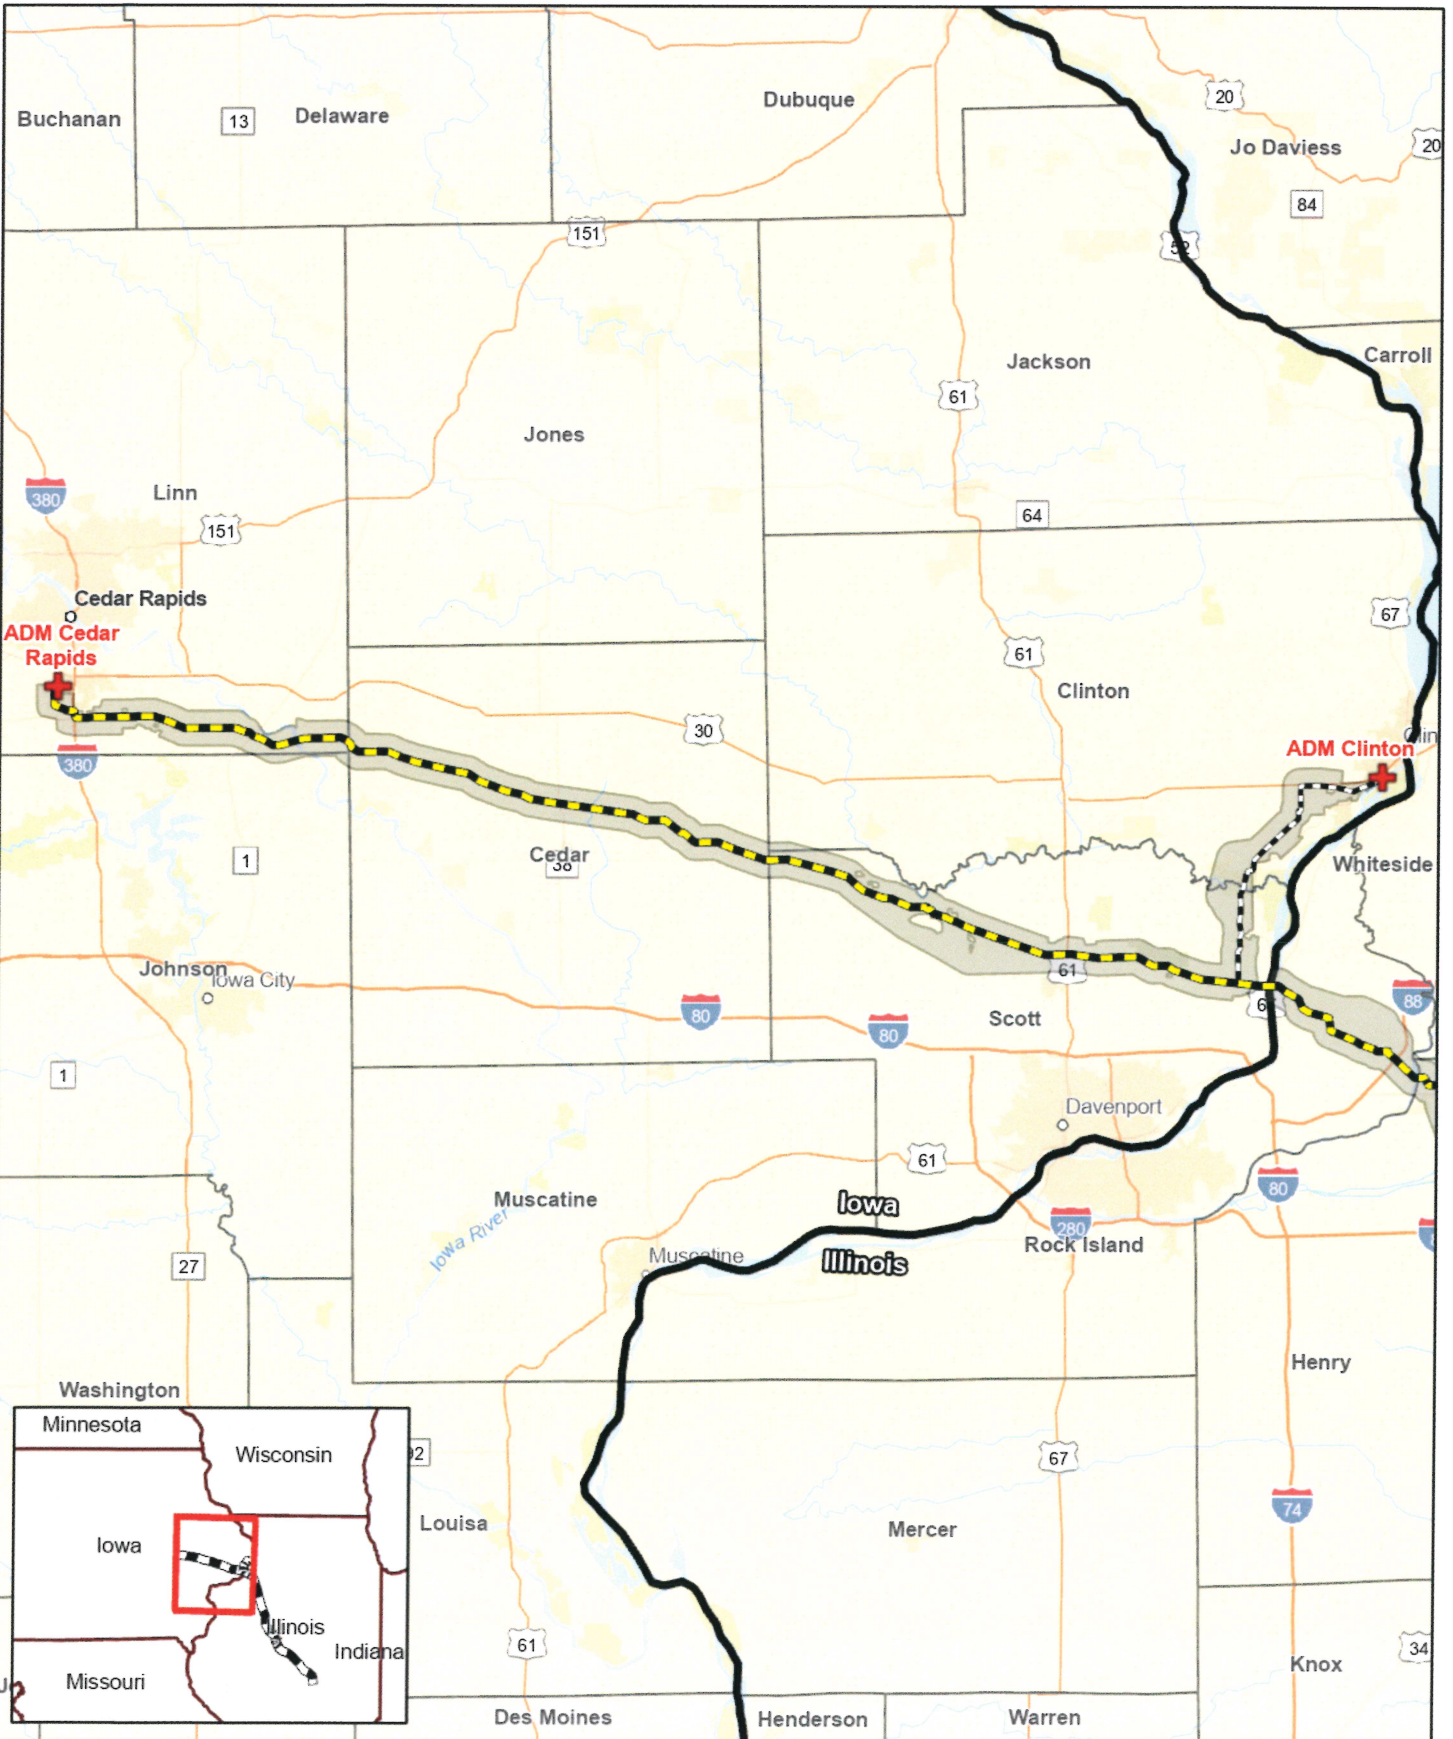 Buchanan
13
Delaware
Dubuque
20
Jo Daviess
20
84
151
52
Jackson
Carroll
61
Jones
380
Linn
64
151
Cedar Rapids
67
ADM Cedar
Rapids
61
Clinton
30
ADM Clinton
380
1
Cedar
38
Whiteside
Johnson
Iowa City
61
80
80
Scott
88
1
Davenport
61
Muscatine
Iowa
80
Iowa River
280
Rock Island
Muscatine
Illinois
27
Henry
Washington
Minnesota
Wisconsin
67
Iowa
Louisa
Mercer
74
Illinois
Indiana
Missouri
61
Knox
34
Des Moines
Henderson
Warren